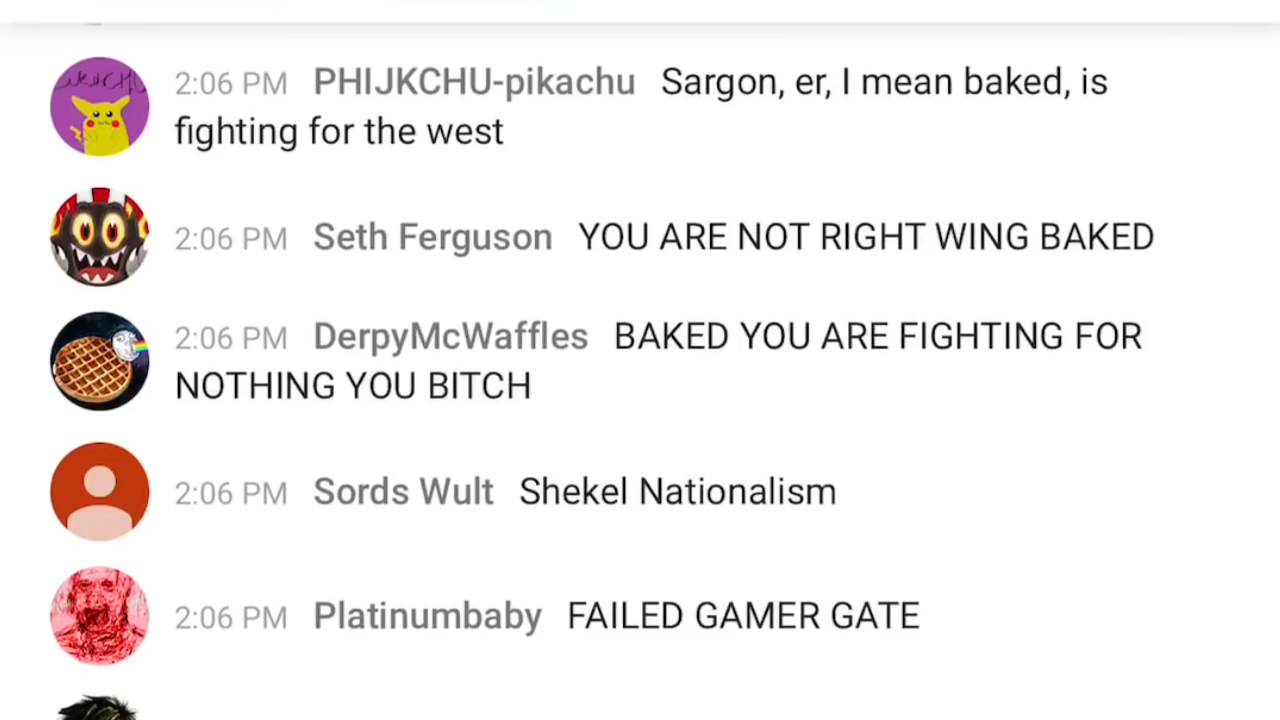 2:06 PM PHIJKCHU-pikachu Sargon, er, I mean baked, is
fighting for the west
2:06 PM Seth Ferguson YOU ARE NOT RIGHT WING BAKED
2:06 PM DerpyMcWaffles BAKED YOU ARE FIGHTING FOR
NOTHING YOU BITCH
2:06 PM Sords Wult Shekel Nationalism
2:06 PM Platinumbaby FAILED GAMER GATE